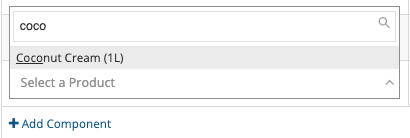 coco
Coconut Cream (1L)
Select a Product
+ Add Component